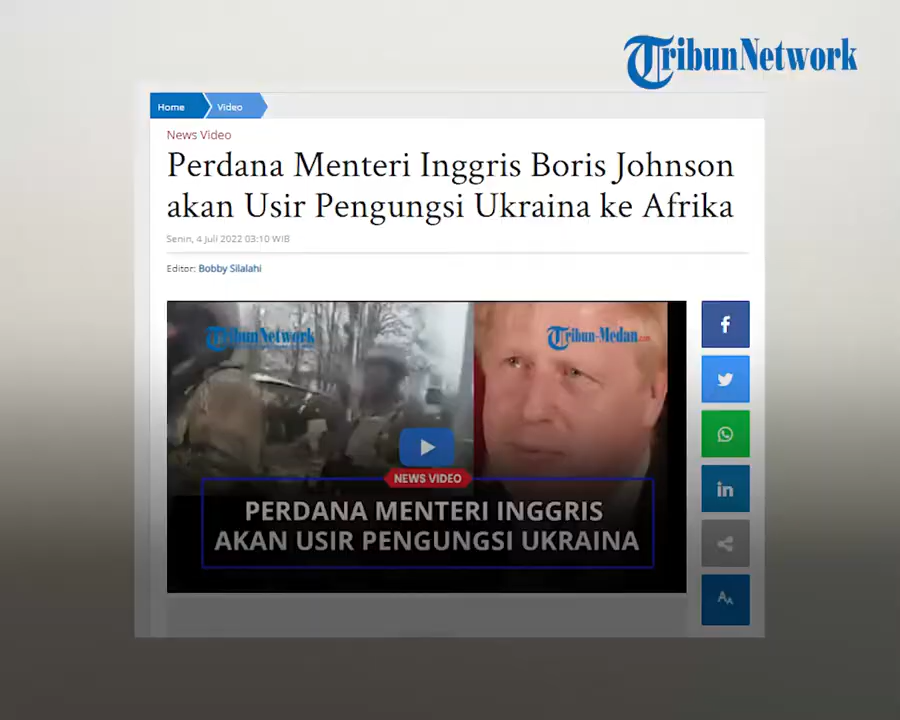 TribunNetwork
Home Video
News Video
Perdana Menteri Inggris Boris Johnson
akan Usir Pengungsi Ukraina ke Afrika
Senin, 4 Juli 2022 03:10 WIB
Editor: Bobby Silalahi
TribunNetwork
Tribun-Medan.com
NEWS VIDEO
PERDANA MENTERI INGGRIS
AKAN USIR PENGUNGSI UKRAINA